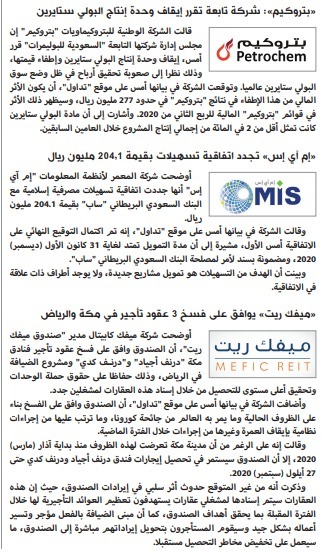 «بتروكيم»: شركة تابعة تقرر إيقاف وحدة إنتاج البولي ستايرين
بتروكيم
Petrochem
قالت الشركة الوطنية للبتروكيماويات "بتروكيم" إن
مجلس إدارة شركتها التابعة "السعودية للبوليمرات" قرر
أمس، إيقاف وحدة إنتاج البولي ستايرين وإطفاء قيمتها،
وذلك نظرا إلى صعوبة تحقيق أرباح في ظل وضع سوق
البولي ستايرين عالميا. وتوقعت الشركة في بيانها أمس على موقع "تداول"، أن يكون الأثر
المالي من هذا الإطفاء في نتائج "بتروكيم" في حدود 277 مليون ريال، وسيظهر ذلك الأثر
في قوائم "بتروكيم" المالية للربع الثاني من 2020. وأشارت إلى أن مادة البولي ستايرين
كانت تمثل أقل من 2 في المائة من إجمالي إنتاج المشروع خلال العامين السابقين.
«إم آي إس» تجدد اتفاقية تسهيلات بقيمة 204.1 مليون ريال
إم آي إس
MIS
أوضحت شركة المعمر لأنظمة المعلومات "إم آي
إس" أنها جددت اتفاقية تسهيلات مصرفية إسلامية مع
البنك السعودي البريطاني "ساب" بقيمة 204.1 مليون
ريال.
وقالت الشركة في بيانها أمس على موقع "تداول"، إنه تم اكتمال التوقيع النهائي على
الاتفاقية أمس الأول، مشيرة إلى أن مدة التمويل تمتد لغاية 31 كانون الأول (ديسمبر)
2020، ومضمونة بسند لأمر لمصلحة البنك السعودي البريطاني "ساب".
وبينت أن الهدف من التسهيلات هو تمويل مشاريع جديدة، ولا يوجد أطراف ذات علاقة
في الاتفاقية.
«ميفك ريت» يوافق على فسخ 3 عقود تأجير في مكة والرياض
ميفك ريت
MEFIC REIT
أوضحت شركة ميفك كابيتال مدير "صندوق ميفك
ريت"، أن الصندوق وافق على فسخ عقود تأجير فنادق
مكة "درنف أجياد" و"درنف كدي" ومشروع الضيافة
في الرياض، وذلك حفاظا على حقوق حملة الوحدات
وتحقيق أعلى مستوى للتحصيل من خلال إسناد هذه العقارات لمشغلين جدد.
وأضافت الشركة في بيانها أمس على موقع "تداول"، أن الصندوق وافق على الفسخ بناء
على الظروف الحالية وما يمر به العالم من جائحة كورونا، وما ترتب عليها من إجراءات
نظامية بإيقاف العمرة وغيرها من إجراءات خلال الفترة الماضية.
وقالت إنه على الرغم من أن مدينة مكة تعرضت لهذه الظروف منذ بداية آذار (مارس)
2020، إلا أن الصندوق سيستمر في تحصيل إيجارات فندق درنف أجياد ودرنف كدي حتى
27 أيلول (سبتمبر) 2020.
وذكرت أنه من غير المتوقع حدوث أثر سلبي في إيرادات الصندوق، حيث إن هذه
العقارات سيتم إسنادها لمشغلي عقارات يستهدفون تعظيم العوائد التأجيرية لها خلال
الفترة المقبلة بما يحقق أهداف الصندوق، كما أن مبنى الضيافة بالفعل مؤجر وتسير
أعماله بشكل جيد وسيقوم المستأجرون بتحويل إيراداتهم مباشرة إلى الصندوق، ما
سيعمل على تخفيض مخاطر التحصيل مستقبلا.